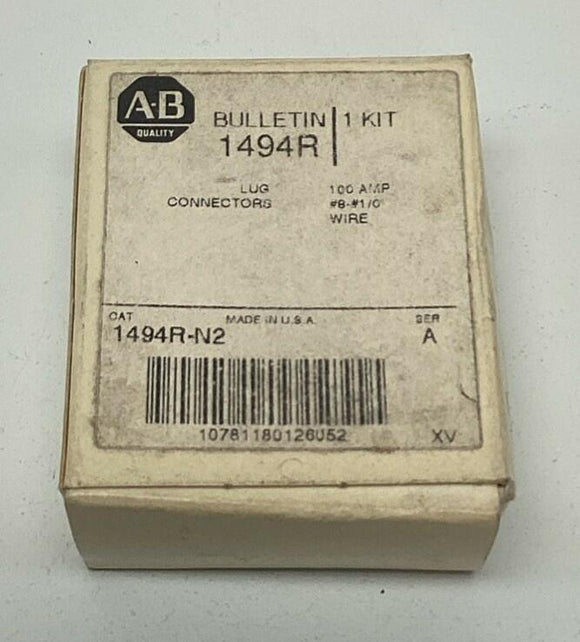 A-B
QUALITY
BULLETIN 1 KIT
1494R
LUG 100 AMP
CONNECTORS #8-#1/0
WIRE
CAT MADE IN U.S.A. SER
1494R-N2 A
10781180126052
XV